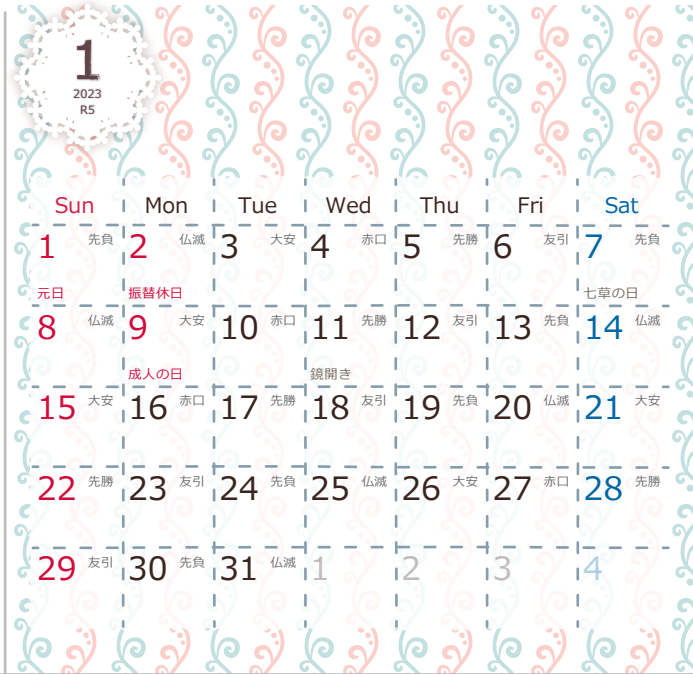 1
2023
R5
Sun Mon Tue Wed Thu Fri Sat
1 先負 2 仏滅 3 大安 4 赤口 5 先勝 6 友引 7 先負
元日 振替休日 七草の日
8 仏滅 9 大安 10 赤口 11 先勝 12 友引 13 先負 14 仏滅
成人の日 鏡開き
15 大安 16 赤口 17 先勝 18 友引 19 先負 20 仏滅 21 大安
22 先勝 23 友引 24 先負 25 仏滅 26 大安 27 赤口 28 先勝
29 友引 30 先負 31 仏滅 1 2 3 4